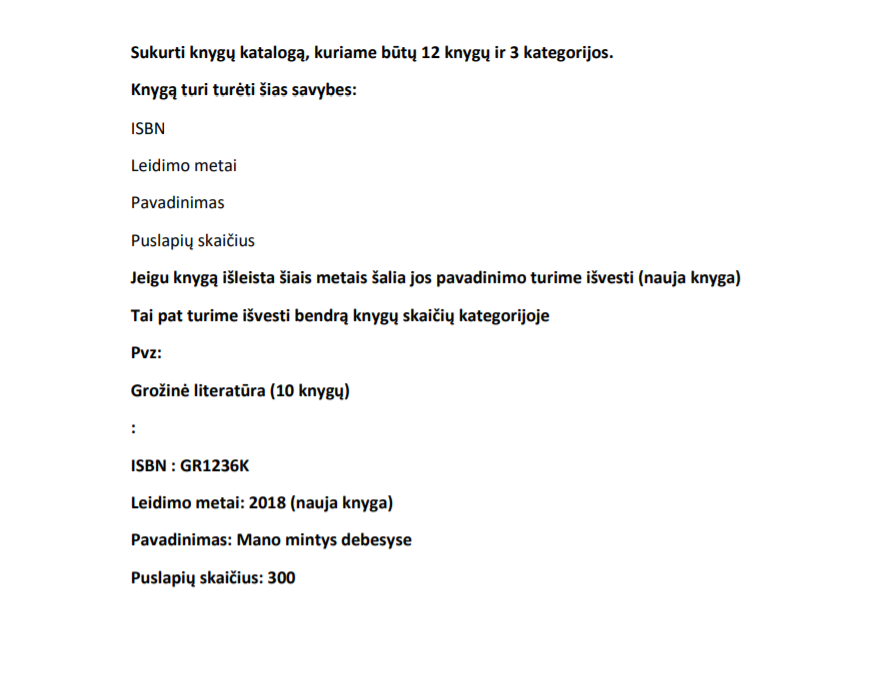 Sukurti knygų katalogą, kuriame būtų 12 knygų ir 3 kategorijos.
Knygą turi turėti šias savybes:
ISBN
Leidimo metai
Pavadinimas
Puslapių skaičius
Jeigu knygą išleista šiais metais šalia jos pavadinimo turime išvesti (nauja knyga)
Tai pat turime išvesti bendrą knygų skaičių kategorijoje
Pvz:
Grožinė literatūra (10 knygų)
:
ISBN : GR1236K
Leidimo metai: 2018 (nauja knyga)
Pavadinimas: Mano mintys debesyse
Puslapių skaičius: 300